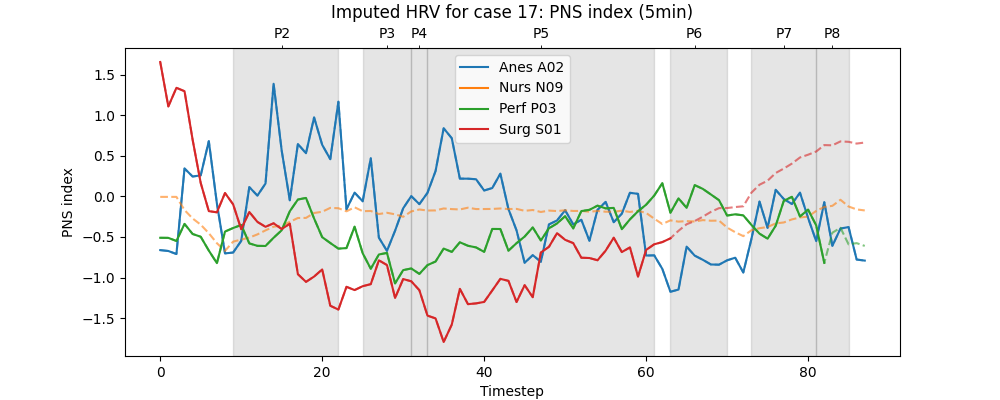 Imputed HRV for case 17: PNS index (5min)
P2 P3 P4 P5 P6 P7 P8
Anes A02
Nurs N09
Perf P03
Surg S01
1.5
1.0
0.5
0.0
−0.5
−1.0
−1.5
PNS index
0 20 40 60 80
Timestep